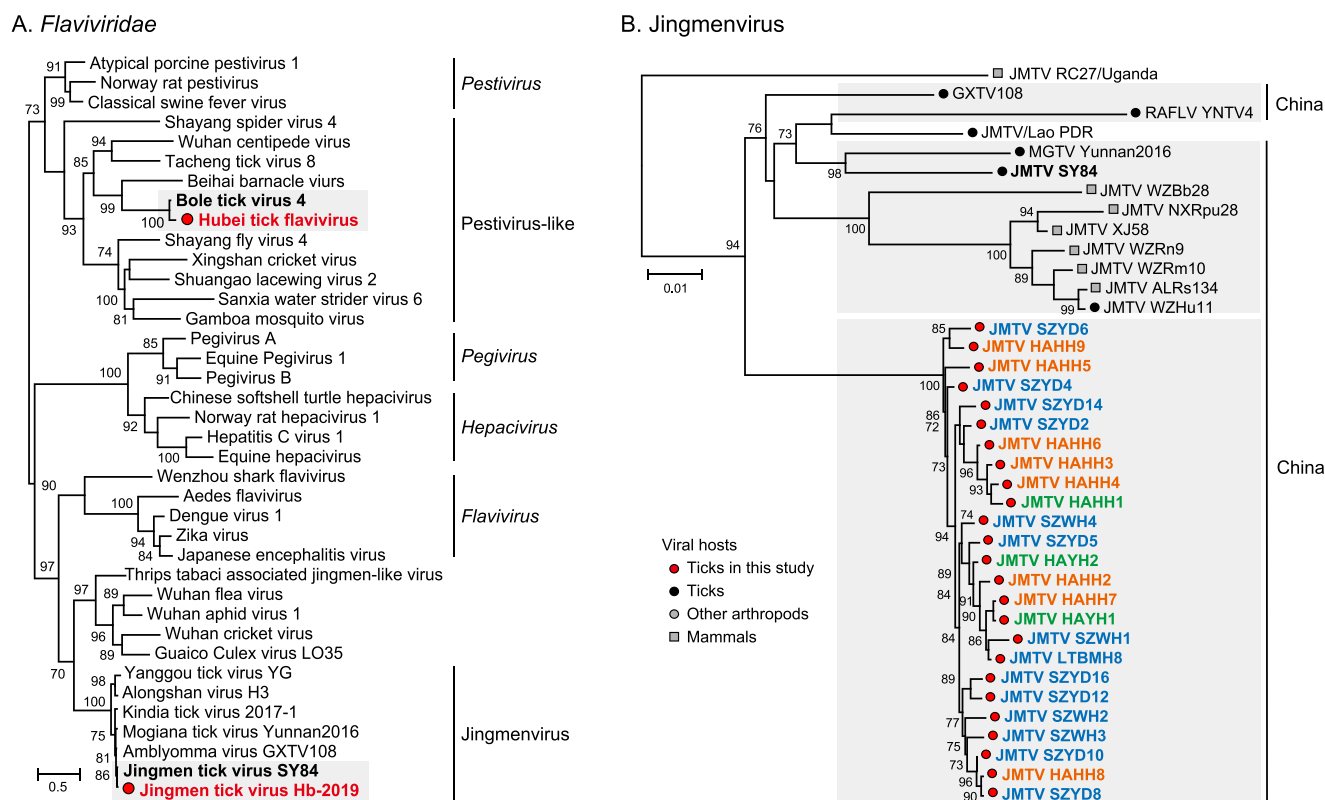 A. Flaviviridae
91
Atypical porcine pestivirus 1
Norway rat pestivirus
99
Classical swine fever virus
73
Pestivirus
Shayang spider virus 4
94
Wuhan centipede virus
Tacheng tick virus 8
85
Beihai barnacle viurs
Bole tick virus 4
99
100
Hubei tick flavivirus
93
Pestivirus-like
Shayang fly virus 4
74
Xingshan cricket virus
Shuangao lacewing virus 2
100
Sanxia water strider virus 6
81
Gamboa mosquito virus
Pegivirus A
85
Equine Pegivirus 1
Pegivirus
100
91
Pegivirus B
Chinese softshell turtle hepacivirus
Norway rat hepacivirus 1
92
Hepacivirus
Hepatitis C virus 1
100
Equine hepacivirus
Wenzhou shark flavivirus
90
Aedes flavivirus
100
Dengue virus 1
Flavivirus
Zika virus
94
84
Japanese encephalitis virus
97
Thrips tabaci associated jingmen-like virus
97
89
Wuhan flea virus
Wuhan aphid virus 1
96
Wuhan cricket virus
89
Guaico Culex virus LO35
70
Yanggou tick virus YG
98
Alongshan virus H3
100
Kindia tick virus 2017-1
75
Mogiana tick virus Yunnan2016
Jingmenvirus
Amblyomma virus GXTV108
81
86
Jingmen tick virus SY84
Jingmen tick virus Hb-2019
0.5
B. Jingmenvirus
JMTV RC27/Uganda
GXTV108
China
RAFLV YNTV4
76
73
JMTV/Lao PDR
MGTV Yunnan2016
98
JMTV SY84
JMTV WZBb28
94
JMTV NXRpu28
100
JMTV XJ58
94
100
JMTV WZRn9
JMTV WZRm10
89
JMTV ALRs134
99
JMTV WZHu11
0.01
85
JMTV SZYD6
JMTV HAHH9
JMTV HAHH5
100
JMTV SZYD4
JMTV SZYD14
86
72
JMTV SZYD2
JMTV HAHH6
73
96
JMTV HAHH3
93
JMTV HAHH4
JMTV HAHH1
China
74
JMTV SZWH4
94
JMTV SZYD5
JMTV HAYH2
89
JMTV HAHH2
84
91
JMTV HAHH7
90
JMTV HAYH1
84
86
JMTV SZWH1
JMTV LTBMH8
89
JMTV SZYD16
JMTV SZYD12
77
JMTV SZWH2
JMTV SZWH3
75
JMTV SZYD10
73
JMTV HAHH8
96
90
JMTV SZYD8
Viral hosts
Ticks in this study
Ticks
Other arthropods
Mammals